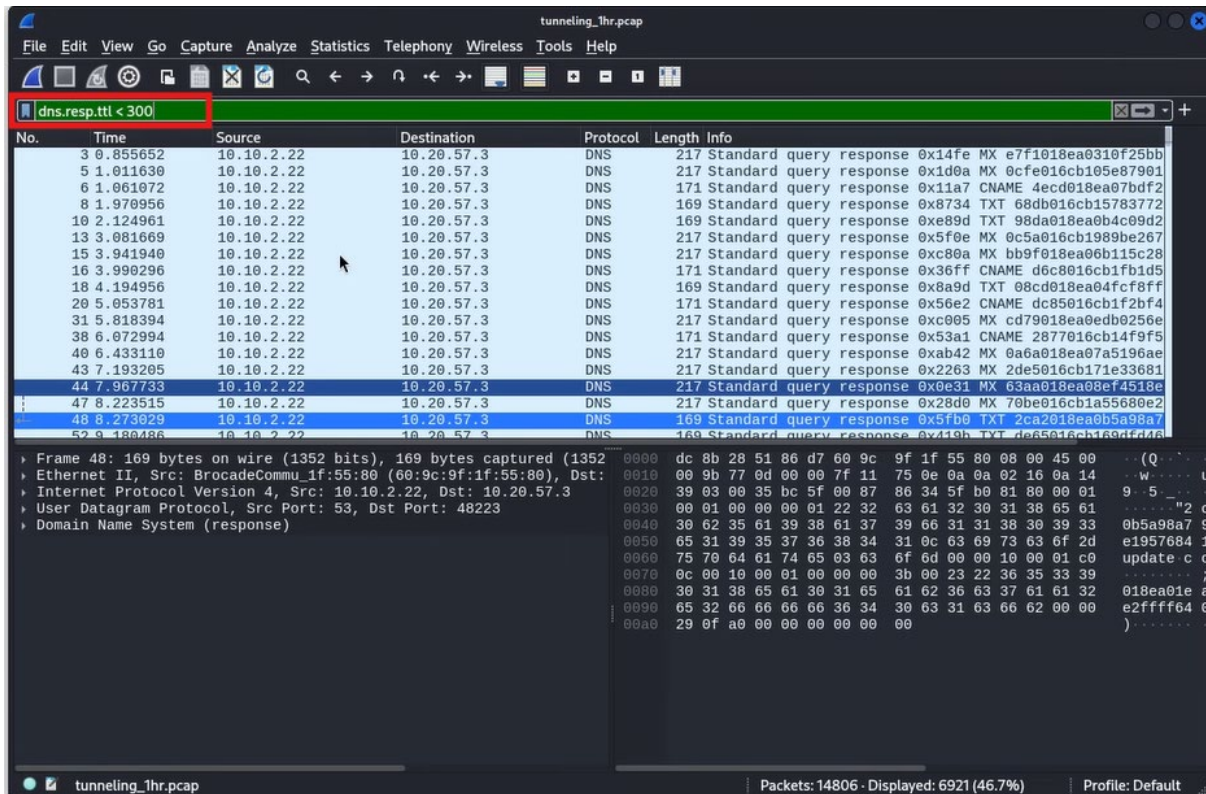 tunneling_1hr.pcap
File Edit View Go Capture Analyze Statistics Telephony Wireless Tools Help
dns.resp.ttl < 300
No. Time Source Destination Protocol Length Info
3 0.855652 10.10.2.22 10.20.57.3 DNS 217 Standard query response 0x14fe MX e7f1018ea0310f25bb
5 1.011630 10.10.2.22 10.20.57.3 DNS 217 Standard query response 0x1d0a MX 0cfe016cb105e87901
6 1.061072 10.10.2.22 10.20.57.3 DNS 171 Standard query response 0x11a7 CNAME 4ecd018ea07bdf2
8 1.970956 10.10.2.22 10.20.57.3 DNS 169 Standard query response 0x8734 TXT 68db016cb15783772
10 2.124961 10.10.2.22 10.20.57.3 DNS 169 Standard query response 0xe89d TXT 98da018ea0b4c09d2
13 3.081669 10.10.2.22 10.20.57.3 DNS 217 Standard query response 0x5f0e MX 0c5a016cb1989be267
15 3.941940 10.10.2.22 10.20.57.3 DNS 217 Standard query response 0xc80a MX bb9f018ea06b115c28
16 3.990296 10.10.2.22 10.20.57.3 DNS 171 Standard query response 0x36ff CNAME d6c8016cb1fb1d5
18 4.194956 10.10.2.22 10.20.57.3 DNS 169 Standard query response 0x8a9d TXT 08cd018ea04fcf8ff
20 5.053781 10.10.2.22 10.20.57.3 DNS 171 Standard query response 0x56e2 CNAME dc85016cb1f2bf4
31 5.818394 10.10.2.22 10.20.57.3 DNS 217 Standard query response 0xc005 MX cd79018ea0edb0256e
38 6.072994 10.10.2.22 10.20.57.3 DNS 171 Standard query response 0x53a1 CNAME 2877016cb14f9f5
40 6.433110 10.10.2.22 10.20.57.3 DNS 217 Standard query response 0xab42 MX 0a6a018ea07a5196ae
43 7.193205 10.10.2.22 10.20.57.3 DNS 217 Standard query response 0x2263 MX 2de5016cb171e33681
44 7.967733 10.10.2.22 10.20.57.3 DNS 217 Standard query response 0x0e31 MX 63aa018ea08ef4518e
47 8.223515 10.10.2.22 10.20.57.3 DNS 217 Standard query response 0x28d0 MX 70be016cb1a55680e2
48 8.273029 10.10.2.22 10.20.57.3 DNS 169 Standard query response 0x5fb0 TXT 2ca2018ea0b5a98a7
52 9.180486 10.10.2.22 10.20.57.3 DNS 169 Standard query response 0x419b TXT de65016cb169dfd46
Frame 48: 169 bytes on wire (1352 bits), 169 bytes captured (1352
Ethernet II, Src: BrocadeCommu_1f:55:80 (60:9c:9f:1f:55:80), Dst:
Internet Protocol Version 4, Src: 10.10.2.22, Dst: 10.20.57.3
User Datagram Protocol, Src Port: 53, Dst Port: 48223
Domain Name System (response)
0000 dc 8b 28 51 86 d7 60 9c 9f 1f 55 80 08 00 45 00 ··(Q··`·
0010 00 9b 77 0d 00 00 7f 11 75 0e 0a 0a 02 16 0a 14 ··w····· u
0020 39 03 00 35 bc 5f 00 87 86 34 5f b0 81 80 00 01 9··5·_··
0030 00 01 00 00 00 01 22 32 63 61 32 30 31 38 65 61 ······"2 c
0040 30 62 35 61 39 38 61 37 39 66 31 31 38 30 39 33 0b5a98a7 9
0050 65 31 39 35 37 36 38 34 31 0c 63 69 73 63 6f 2d e1957684 1
0060 75 70 64 61 74 65 03 63 6f 6d 00 00 10 00 01 c0 update·c o
0070 0c 00 10 00 01 00 00 00 3b 00 23 22 36 35 33 39 ········ ;
0080 30 31 38 65 61 30 31 65 61 62 36 63 37 61 61 32 018ea01e a
0090 65 32 66 66 66 66 36 34 30 63 31 63 66 62 00 00 e2ffff64 0
00a0 29 0f a0 00 00 00 00 00 00 )·······
tunneling_1hr.pcap Packets: 14806 · Displayed: 6921 (46.7%) Profile: Default